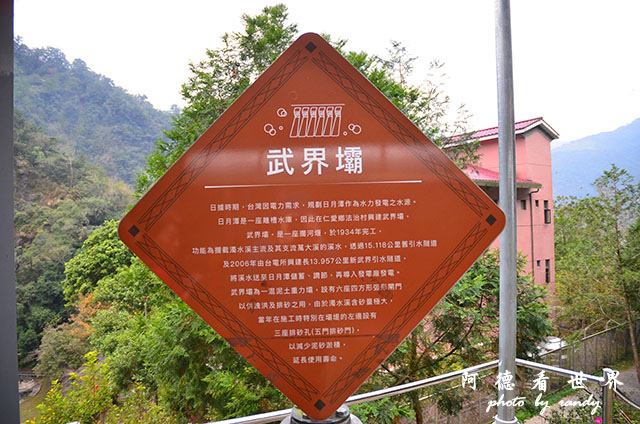 武界壩
日據時期，台灣因電力需求，規劃日月潭作為水力發電之水源。
日月潭是一座離槽水庫，因此在仁愛鄉法治村興建武界壩。
武界壩，是一座攔河堰，於1934年完工，
功能為攔截濁水溪主流及其支流萬大溪的溪水，透過15.118公里舊引水隧道
及2006年由台電所興建長13.957公里新武界引水隧道，
將溪水送至日月潭儲蓄、調節，再導入發電廠發電。
武界壩為一混泥土重力壩，設有六座四方形弧形閘門
以供洩洪及排砂之用，由於濁水溪含砂量極大，
當年在施工時特別在壩堤的左邊設有
三座排砂孔(五門排砂門)，
以減少泥砂淤積，
延長使用壽命。
阿德看世界
photo by randy